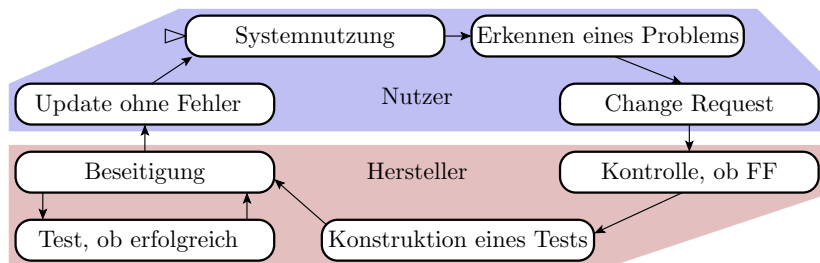 Systemnutzung
Erkennen eines Problems
Update ohne Fehler
Nutzer
Change Request
Beseitigung
Hersteller
Kontrolle, ob FF
Test, ob erfolgreich
Konstruktion eines Tests